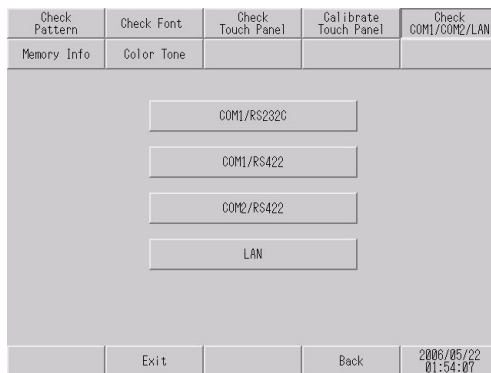 Check
Pattern
Check Font
Check
Touch Panel
Calibrate
Touch Panel
Check
COM1/COM2/LAN
Memory Info
Color Tone
COM1/RS232C
COM1/RS422
COM2/RS422
LAN
Exit
Back
2006/05/22
01:54:07